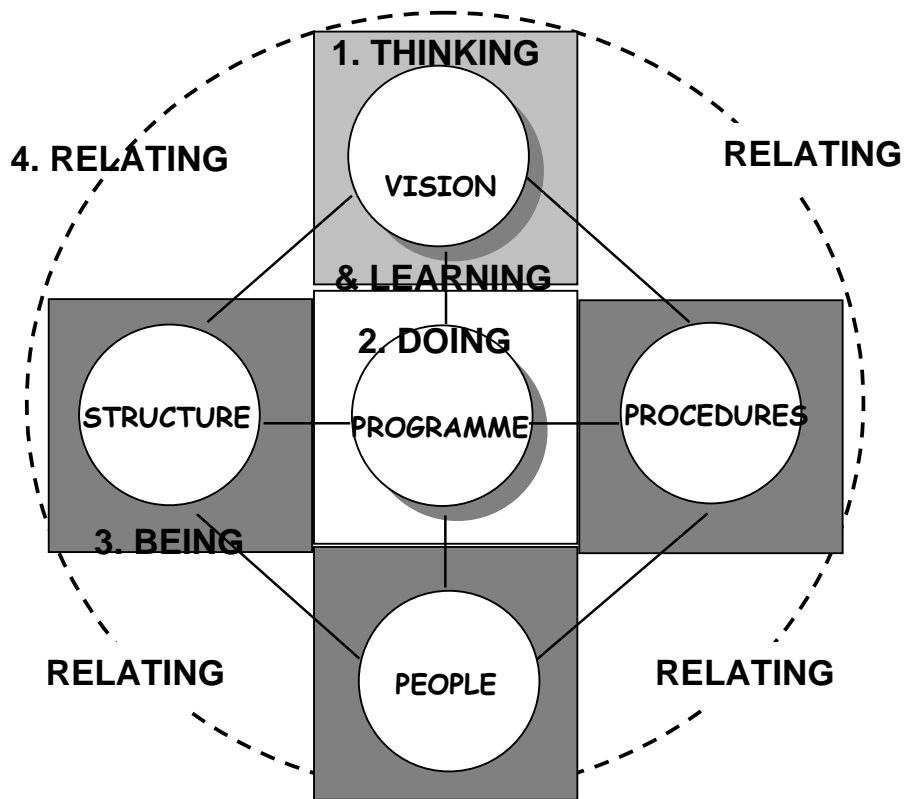 1. THINKING
4. RELATING
RELATING
VISION
& LEARNING
2. DOING
STRUCTURE
PROGRAMME
PROCEDURES
3. BEING
RELATING
RELATING
PEOPLE